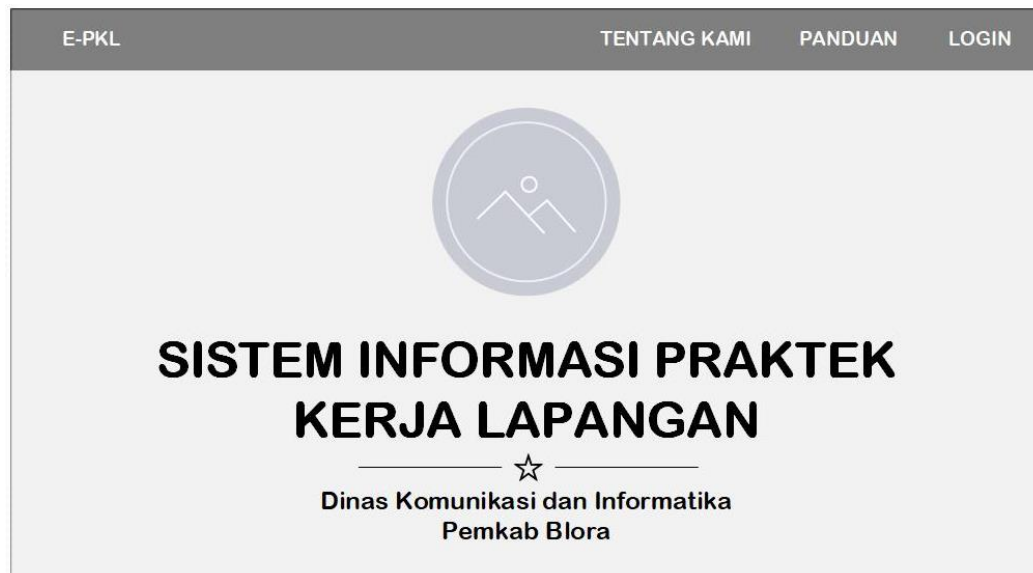 E-PKL TENTANG KAMI PANDUAN LOGIN
SISTEM INFORMASI PRAKTEK
KERJA LAPANGAN
Dinas Komunikasi dan Informatika
Pemkab Blora